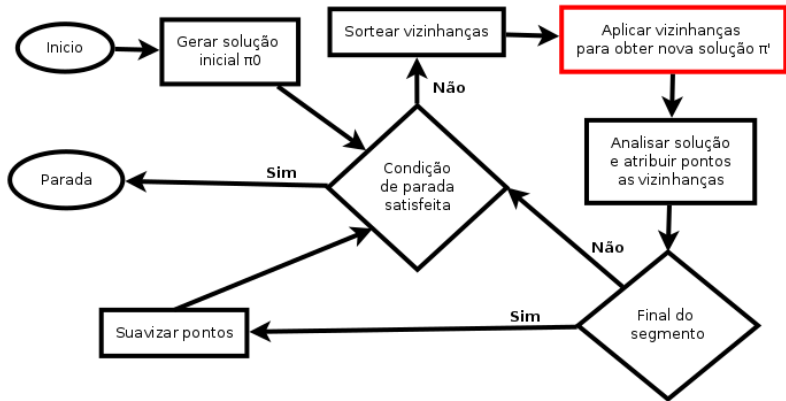 Inicio
Gerar solução
inicial π0
Sortear vizinhanças
Aplicar vizinhanças
para obter nova solução π'
Não
Analisar solução
e atribuir pontos
as vizinhanças
Condição
de parada
satisfeita
Sim
Parada
Não
Final do
segmento
Sim
Suavizar pontos